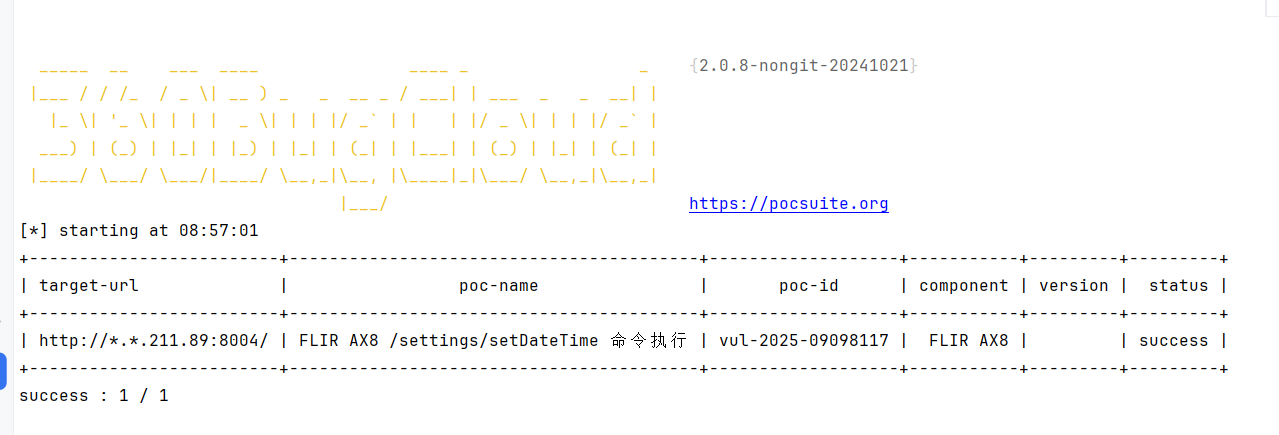 360BugCloud {2.0.8-nongit-20241021}
https://pocsuite.org
[*] starting at 08:57:01
+-------------------------+-----------------------------------------+-------------------+-----------+---------+---------+
| target-url | poc-name | poc-id | component | version | status |
+-------------------------+-----------------------------------------+-------------------+-----------+---------+---------+
| http://*.*.211.89:8004/ | FLIR AX8 /settings/setDateTime 命令执行 | vul-2025-09098117 | FLIR AX8 | | success |
+-------------------------+-----------------------------------------+-------------------+-----------+---------+---------+
success : 1 / 1